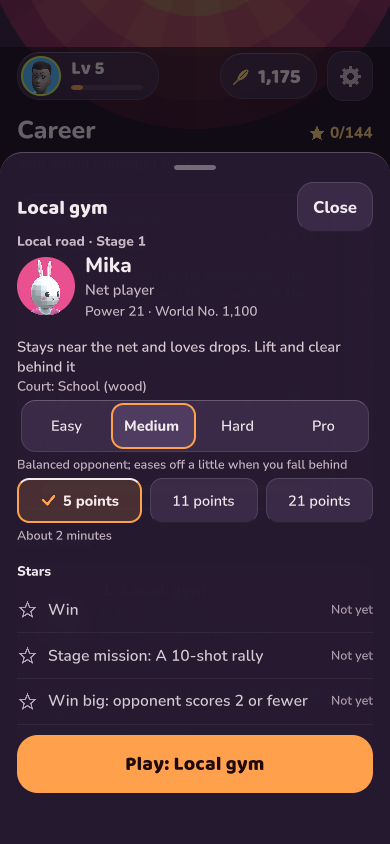 Lv 5
1,175
Career
0/144
Local gym
Close
Local road · Stage 1
Mika
Net player
Power 21 · World No. 1,100
Stays near the net and loves drops. Lift and clear
behind it
Court: School (wood)
Easy
Medium
Hard
Pro
Balanced opponent; eases off a little when you fall behind
5 points
11 points
21 points
About 2 minutes
Stars
Win
Not yet
Stage mission: A 10-shot rally
Not yet
Win big: opponent scores 2 or fewer
Not yet
Play: Local gym